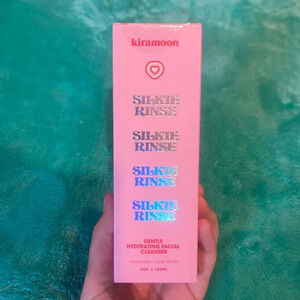 kiramoon
SILKIE
RINSE
SILKIE
RINSE
SILKIE
RINSE
SILKIE
RINSE
GENTLE
HYDRATING FACIAL
CLEANSER